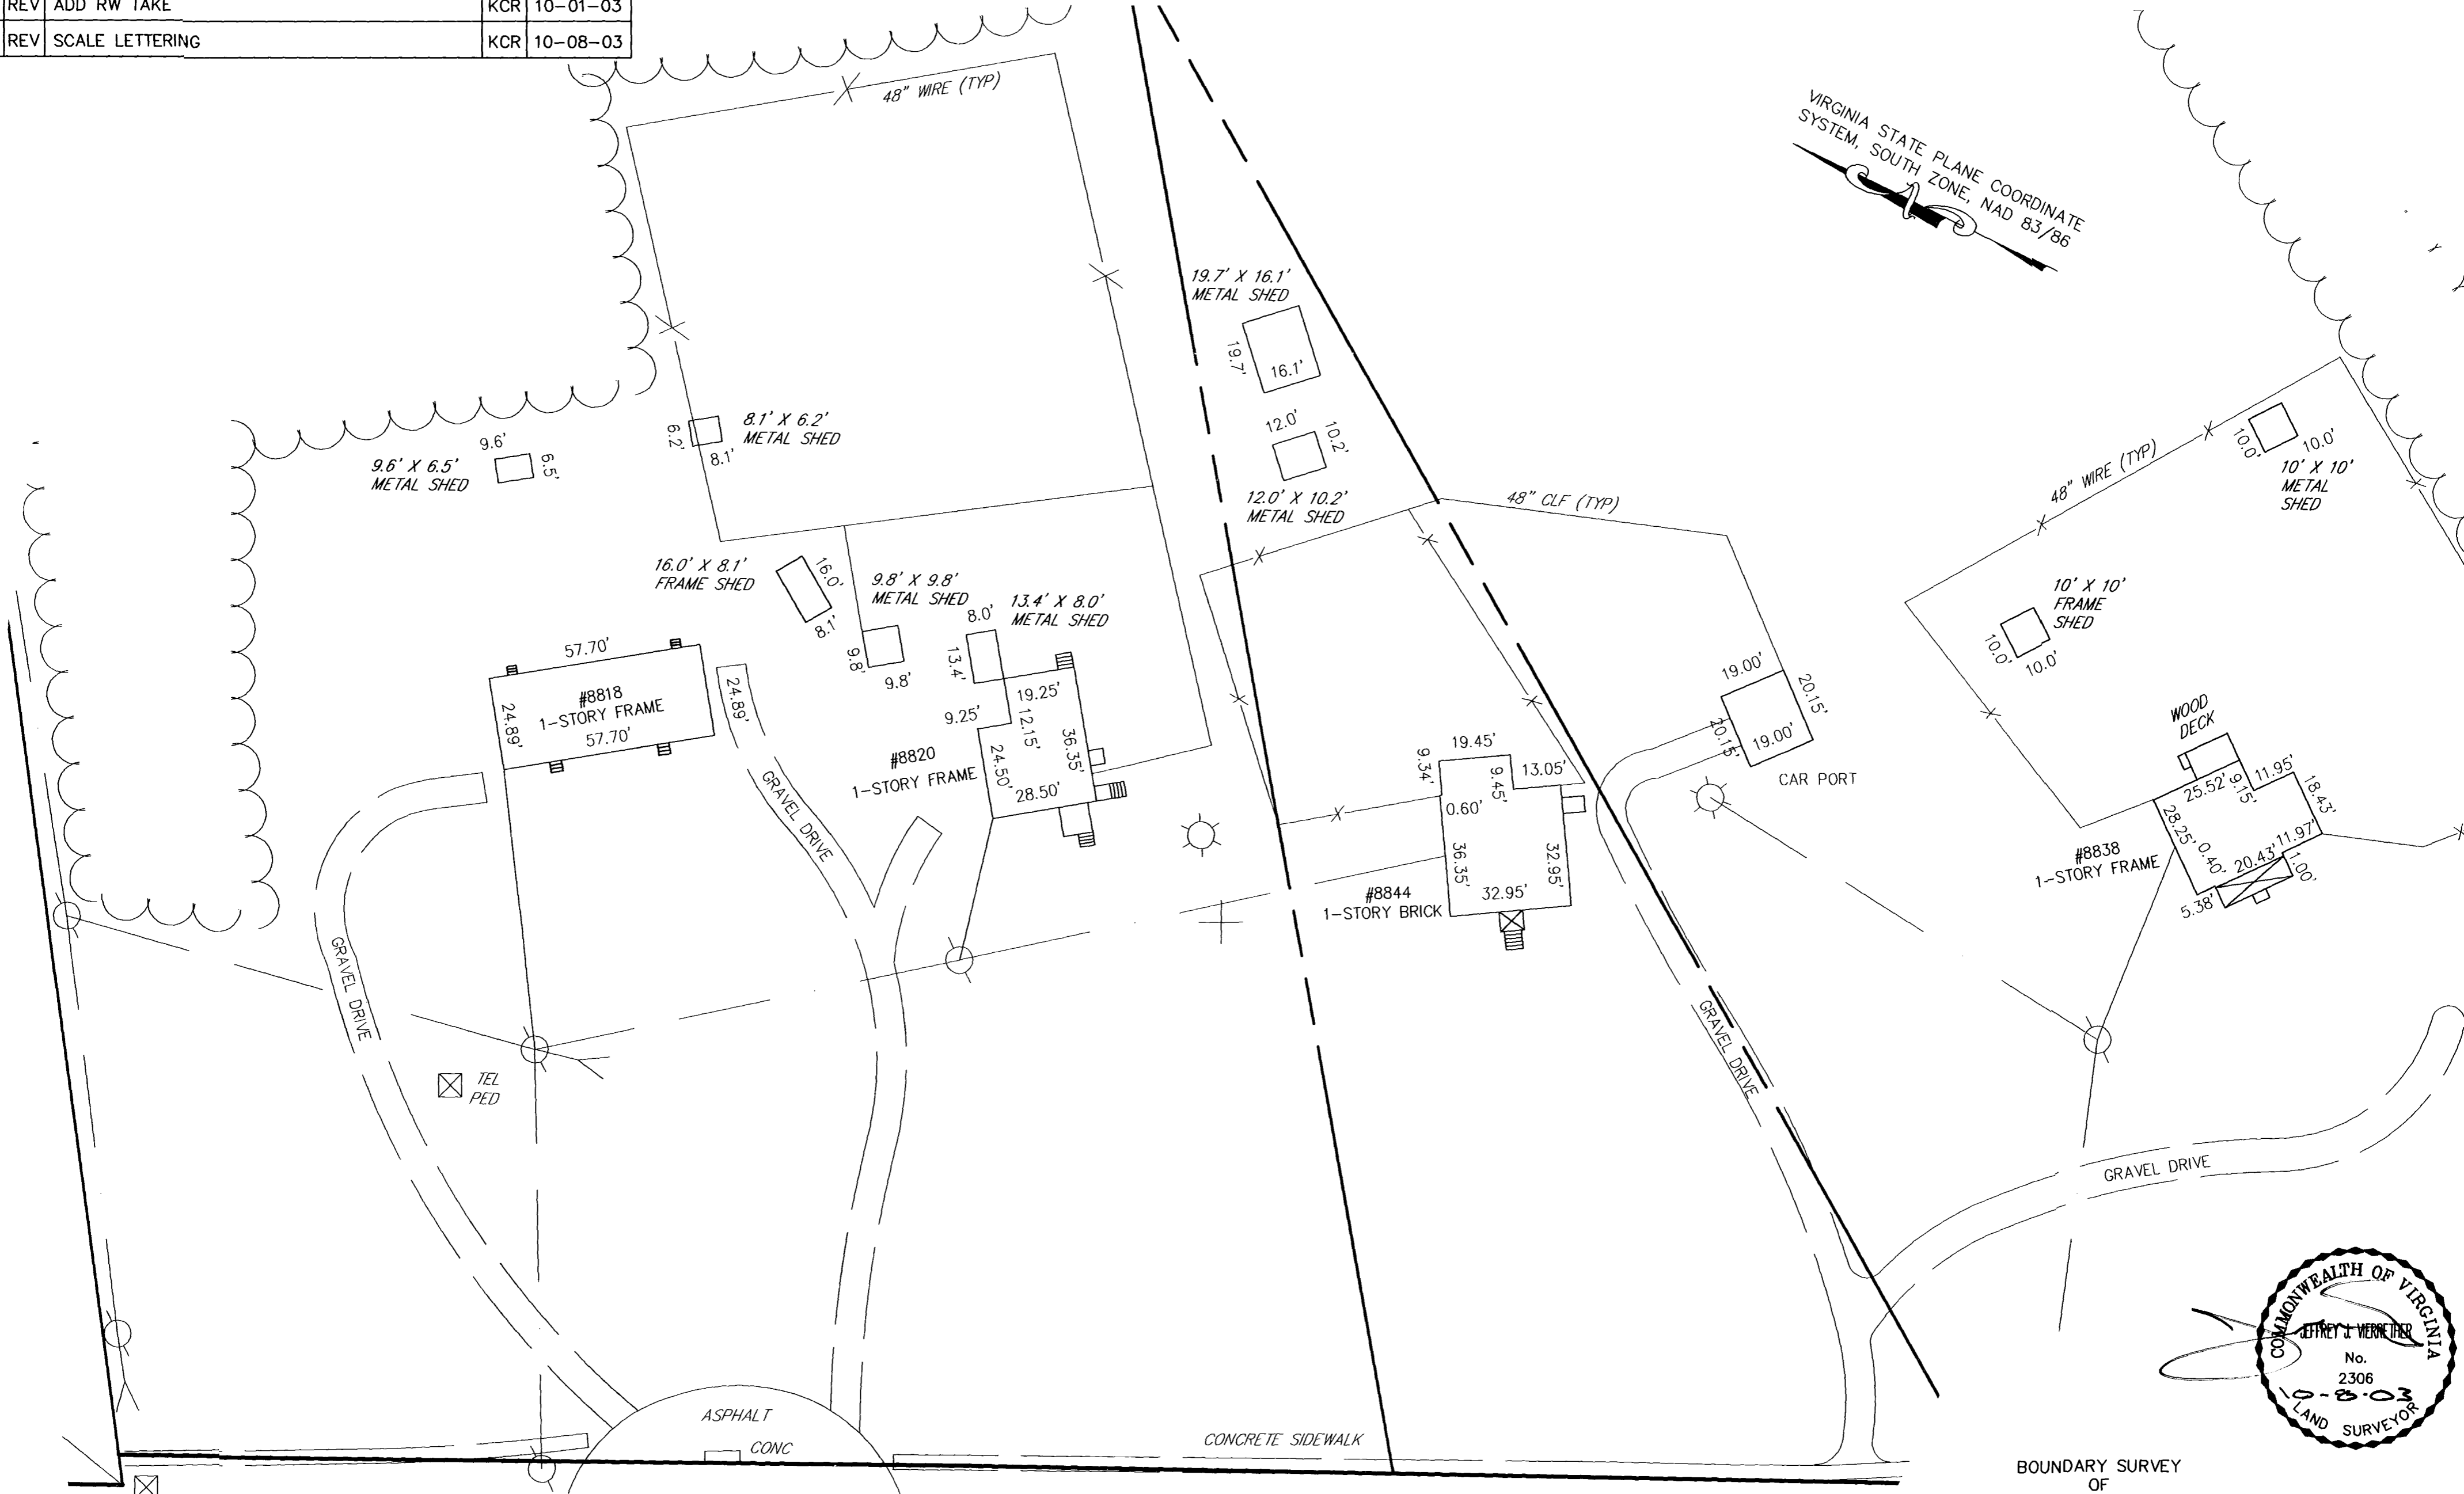 REV ADD RW TAKE KCR 10-01-03
REV SCALE LETTERING KCR 10-08-03
48" WIRE (TYP)
VIRGINIA STATE PLANE COORDINATE
SYSTEM, SOUTH ZONE, NAD 83/86
19.7' X 16.1'
METAL SHED
19.7'
16.1'
12.0'
10.2'
12.0' X 10.2'
METAL SHED
8.1' X 6.2'
METAL SHED
6.2'
8.1'
9.6'
6.5'
9.6' X 6.5'
METAL SHED
48" CLF (TYP)
48" WIRE (TYP)
10.0'
10.0'
10' X 10'
METAL
SHED
16.0' X 8.1'
FRAME SHED
16.0'
8.1'
9.8' X 9.8'
METAL SHED
9.8'
9.8'
13.4' X 8.0'
METAL SHED
8.0'
13.4'
10' X 10'
FRAME
SHED
10.0'
10.0'
57.70'
#8818
1-STORY FRAME
57.70'
24.89'
24.89'
19.25'
9.25'
12.15'
36.35'
24.50'
28.50'
#8820
1-STORY FRAME
19.00'
20.15'
20.15'
19.00'
CAR PORT
WOOD
DECK
19.45'
9.34'
9.45'
13.05'
0.60'
36.35'
32.95'
32.95'
#8844
1-STORY BRICK
25.52'
9.15'
11.95'
18.43'
28.25'
0.40'
20.43'
11.97'
1.00'
5.38'
#8838
1-STORY FRAME
GRAVEL DRIVE
GRAVEL DRIVE
GRAVEL DRIVE
GRAVEL DRIVE
TEL
PED
ASPHALT
CONC
CONCRETE SIDEWALK
COMMONWEALTH OF VIRGINIA
JEFFREY J. VIERRETHER
No.
2306
10-8-03
LAND SURVEYOR
BOUNDARY SURVEY
OF